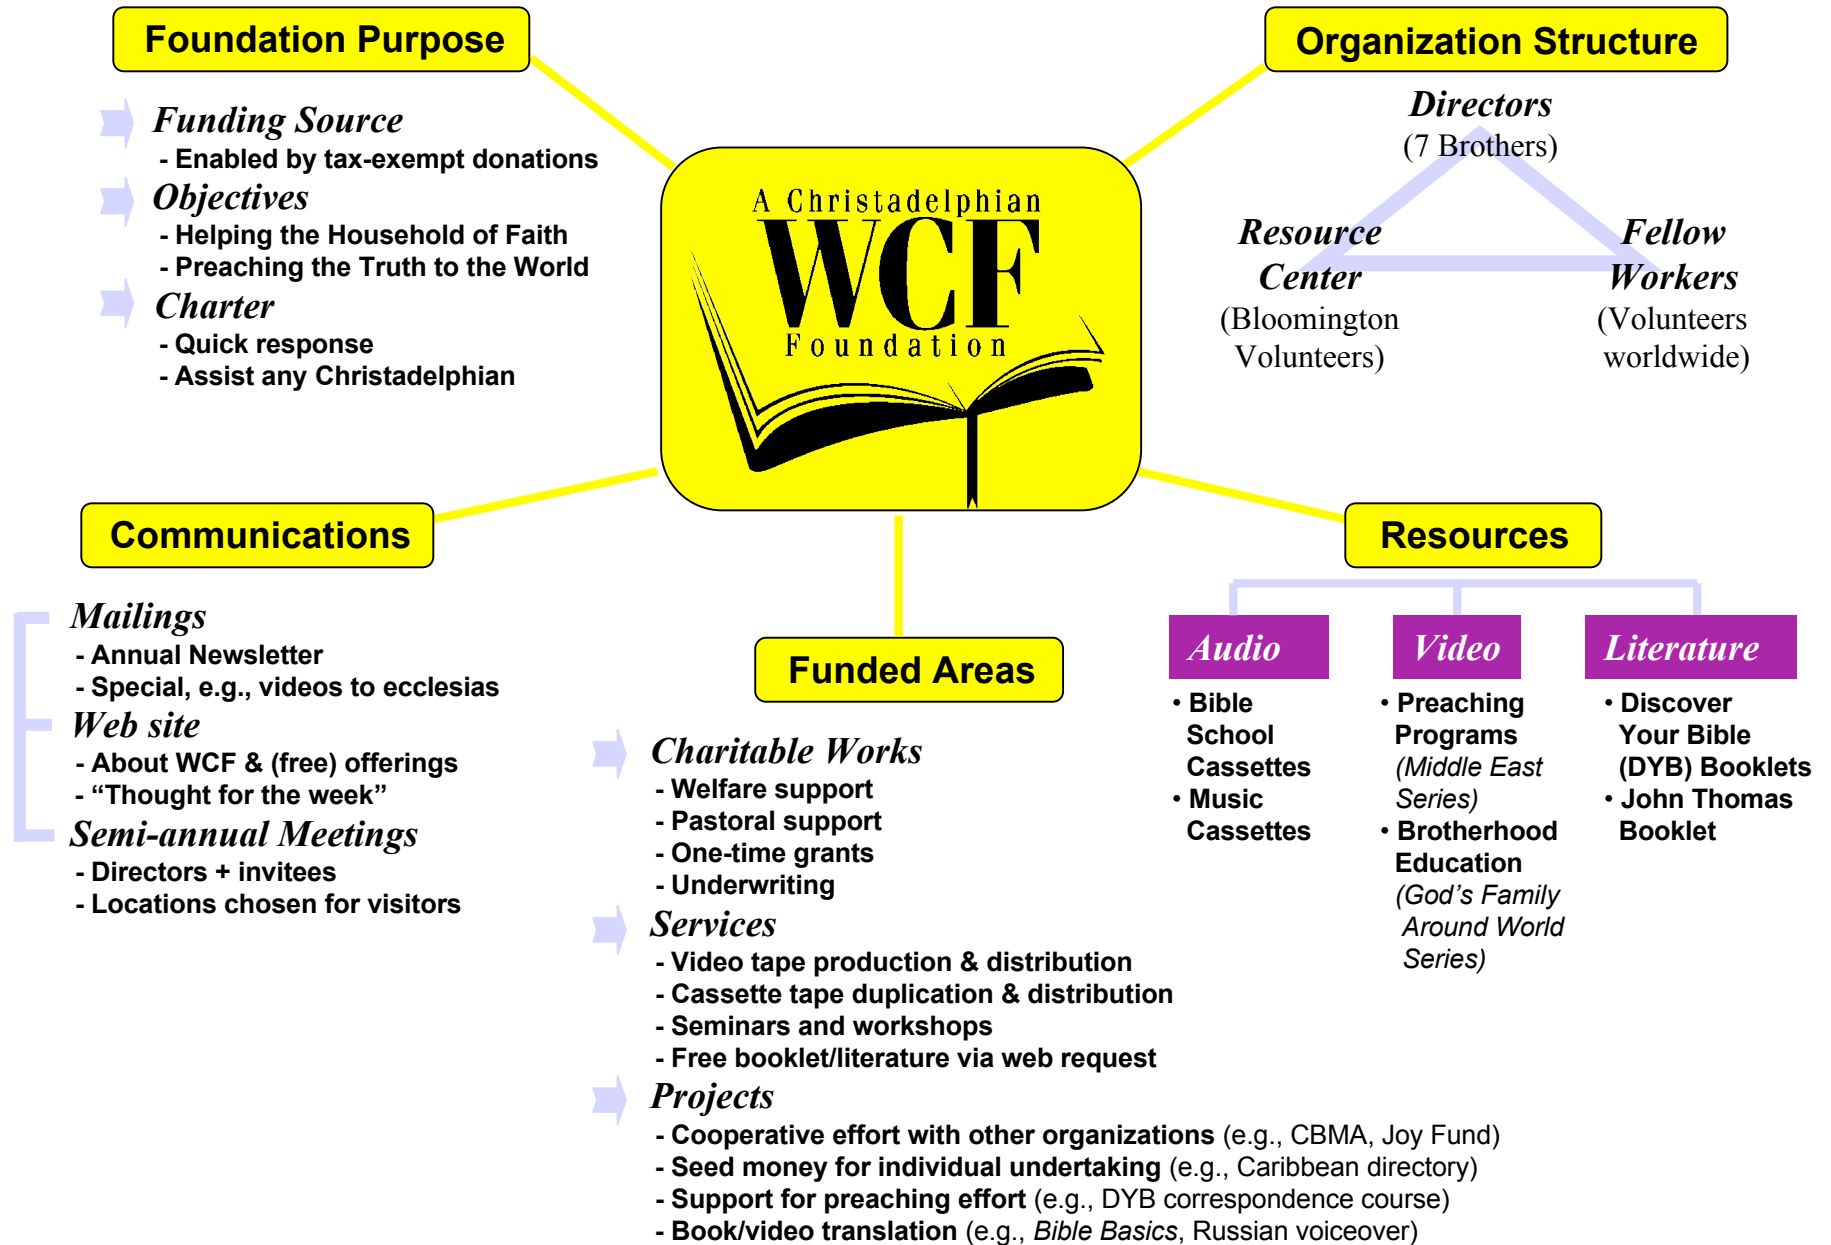 Foundation Purpose
Funding Source
- Enabled by tax-exempt donations
Objectives
- Helping the Household of Faith
- Preaching the Truth to the World
Charter
- Quick response
- Assist any Christadelphian
A Christadelphian
WCF
Foundation
Organization Structure
Directors
(7 Brothers)
Resource
Center
(Bloomington
Volunteers)
Fellow
Workers
(Volunteers
worldwide)
Communications
Mailings
- Annual Newsletter
- Special, e.g., videos to ecclesias
Web site
- About WCF & (free) offerings
- “Thought for the week”
Semi-annual Meetings
- Directors + invitees
- Locations chosen for visitors
Funded Areas
Charitable Works
- Welfare support
- Pastoral support
- One-time grants
- Underwriting
Services
- Video tape production & distribution
- Cassette tape duplication & distribution
- Seminars and workshops
- Free booklet/literature via web request
Projects
- Cooperative effort with other organizations (e.g., CBMA, Joy Fund)
- Seed money for individual undertaking (e.g., Caribbean directory)
- Support for preaching effort (e.g., DYB correspondence course)
- Book/video translation (e.g., Bible Basics, Russian voiceover)
Resources
Audio
• Bible
School
Cassettes
• Music
Cassettes
Video
• Preaching
Programs
(Middle East
Series)
• Brotherhood
Education
(God’s Family
Around World
Series)
Literature
• Discover
Your Bible
(DYB) Booklets
• John Thomas
Booklet